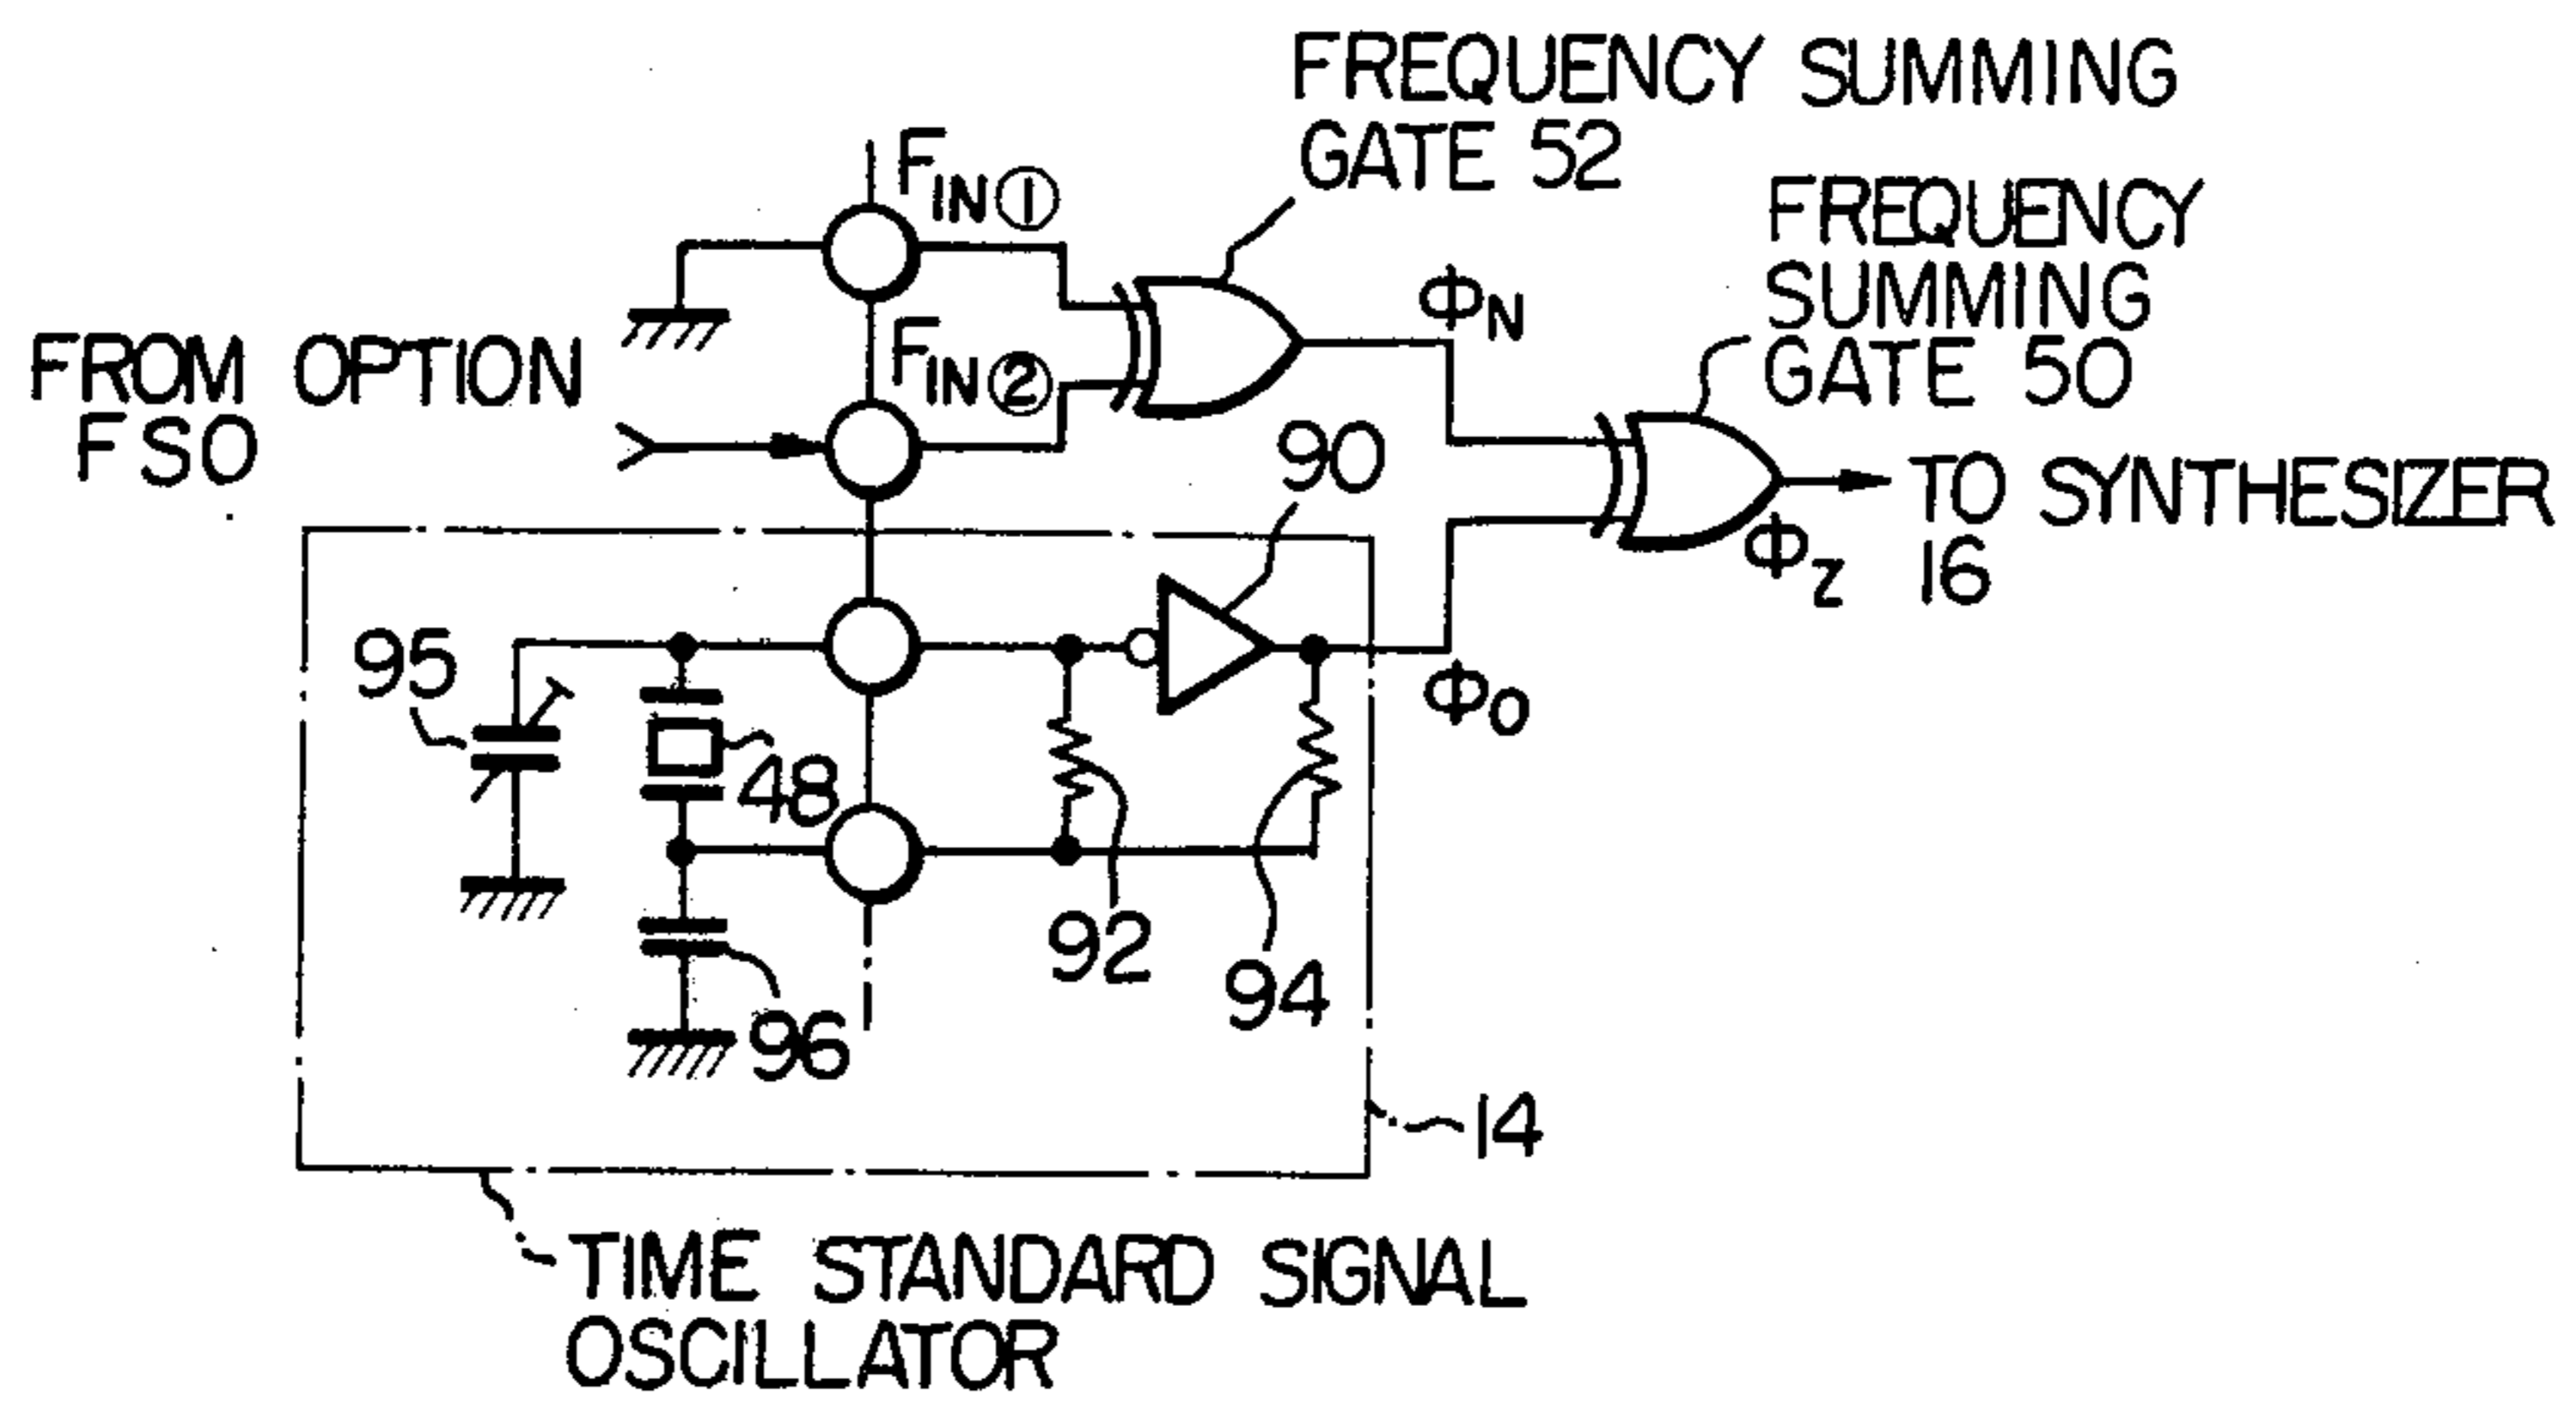 FREQUENCY SUMMING
GATE 52
FIN①
FREQUENCY
SUMMING
GATE 50
ΦN
FIN②
FROM OPTION
FSO
90
TO SYNTHESIZER
16
ΦZ
95
48
ΦO
92
94
96
14
TIME STANDARD SIGNAL
OSCILLATOR